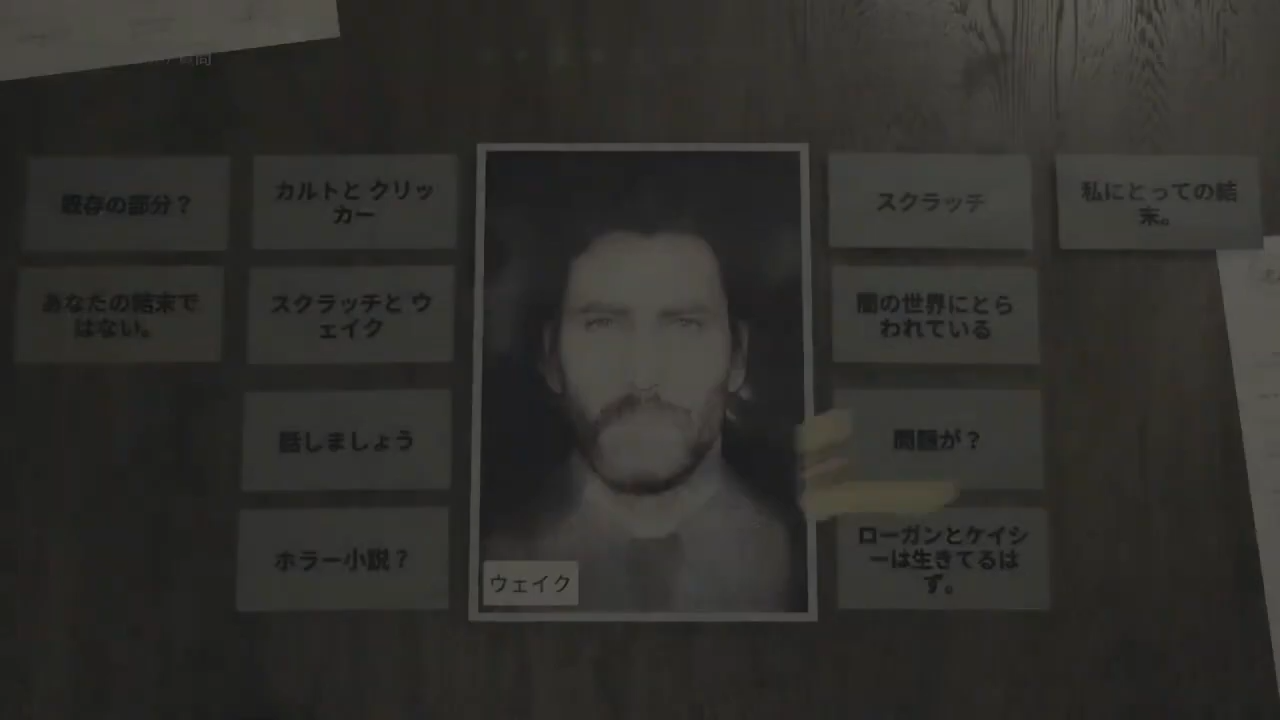 既存の部分？
カルトと クリッ
カー
スクラッチ
私にとっての結
末。
あなたの結末で
はない。
スクラッチと ウ
ェイク
闇の世界にとら
われている
話しましょう
問題が？
ホラー小説？
ローガンとケイシ
ーは生きてるは
ず。
ウェイク